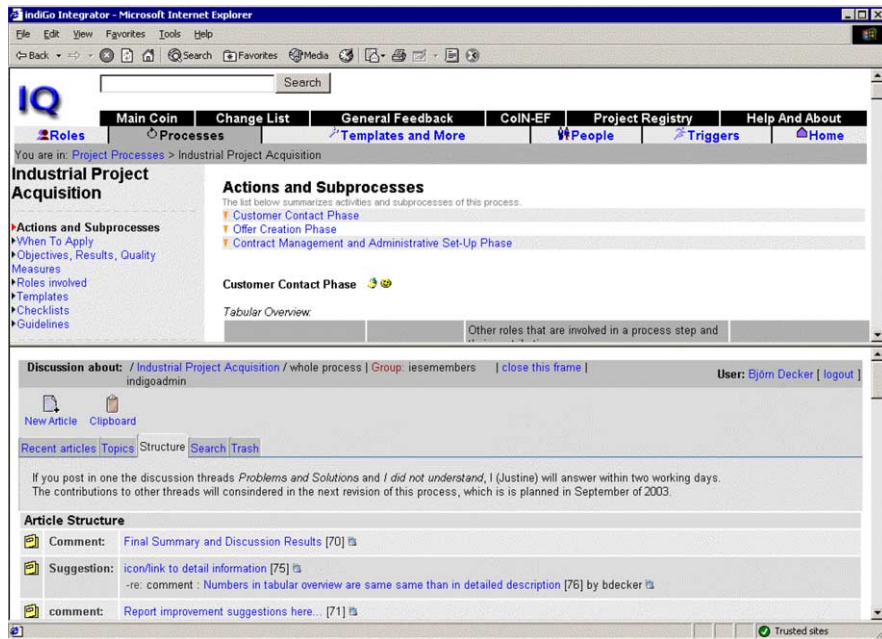 indiGo Integrator - Microsoft Internet Explorer
File Edit View Favorites Tools Help
Back Search Favorites Media
IQ Search
Main Coin Change List General Feedback CoIN-EF Project Registry Help And About
Roles Processes Templates and More People Triggers Home
You are in: Project Processes > Industrial Project Acquisition
Industrial Project
Acquisition
Actions and Subprocesses
When To Apply
Objectives, Results, Quality
Measures
Roles involved
Templates
Checklists
Guidelines
Actions and Subprocesses
The list below summarizes activities and subprocesses of this process.
Customer Contact Phase
Offer Creation Phase
Contract Management and Administrative Set-Up Phase
Customer Contact Phase
Tabular Overview:
Other roles that are involved in a process step and
Discussion about: / Industrial Project Acquisition / whole process | Group: iesemembers | close this frame |
indigoadmin
User: Björn Decker [ logout ]
New Article Clipboard
Recent articles Topics Structure Search Trash
If you post in one the discussion threads Problems and Solutions and I did not understand, I (Justine) will answer within two working days.
The contributions to other threads will consindered in the next revision of this process, which is is planned in September of 2003.
Article Structure
Comment: Final Summary and Discussion Results [70]
Suggestion: icon/link to detail information [75]
-re: comment : Numbers in tabular overview are same same than in detailed description [76] by bdecker
comment: Report improvement suggestions here... [71]
Trusted sites